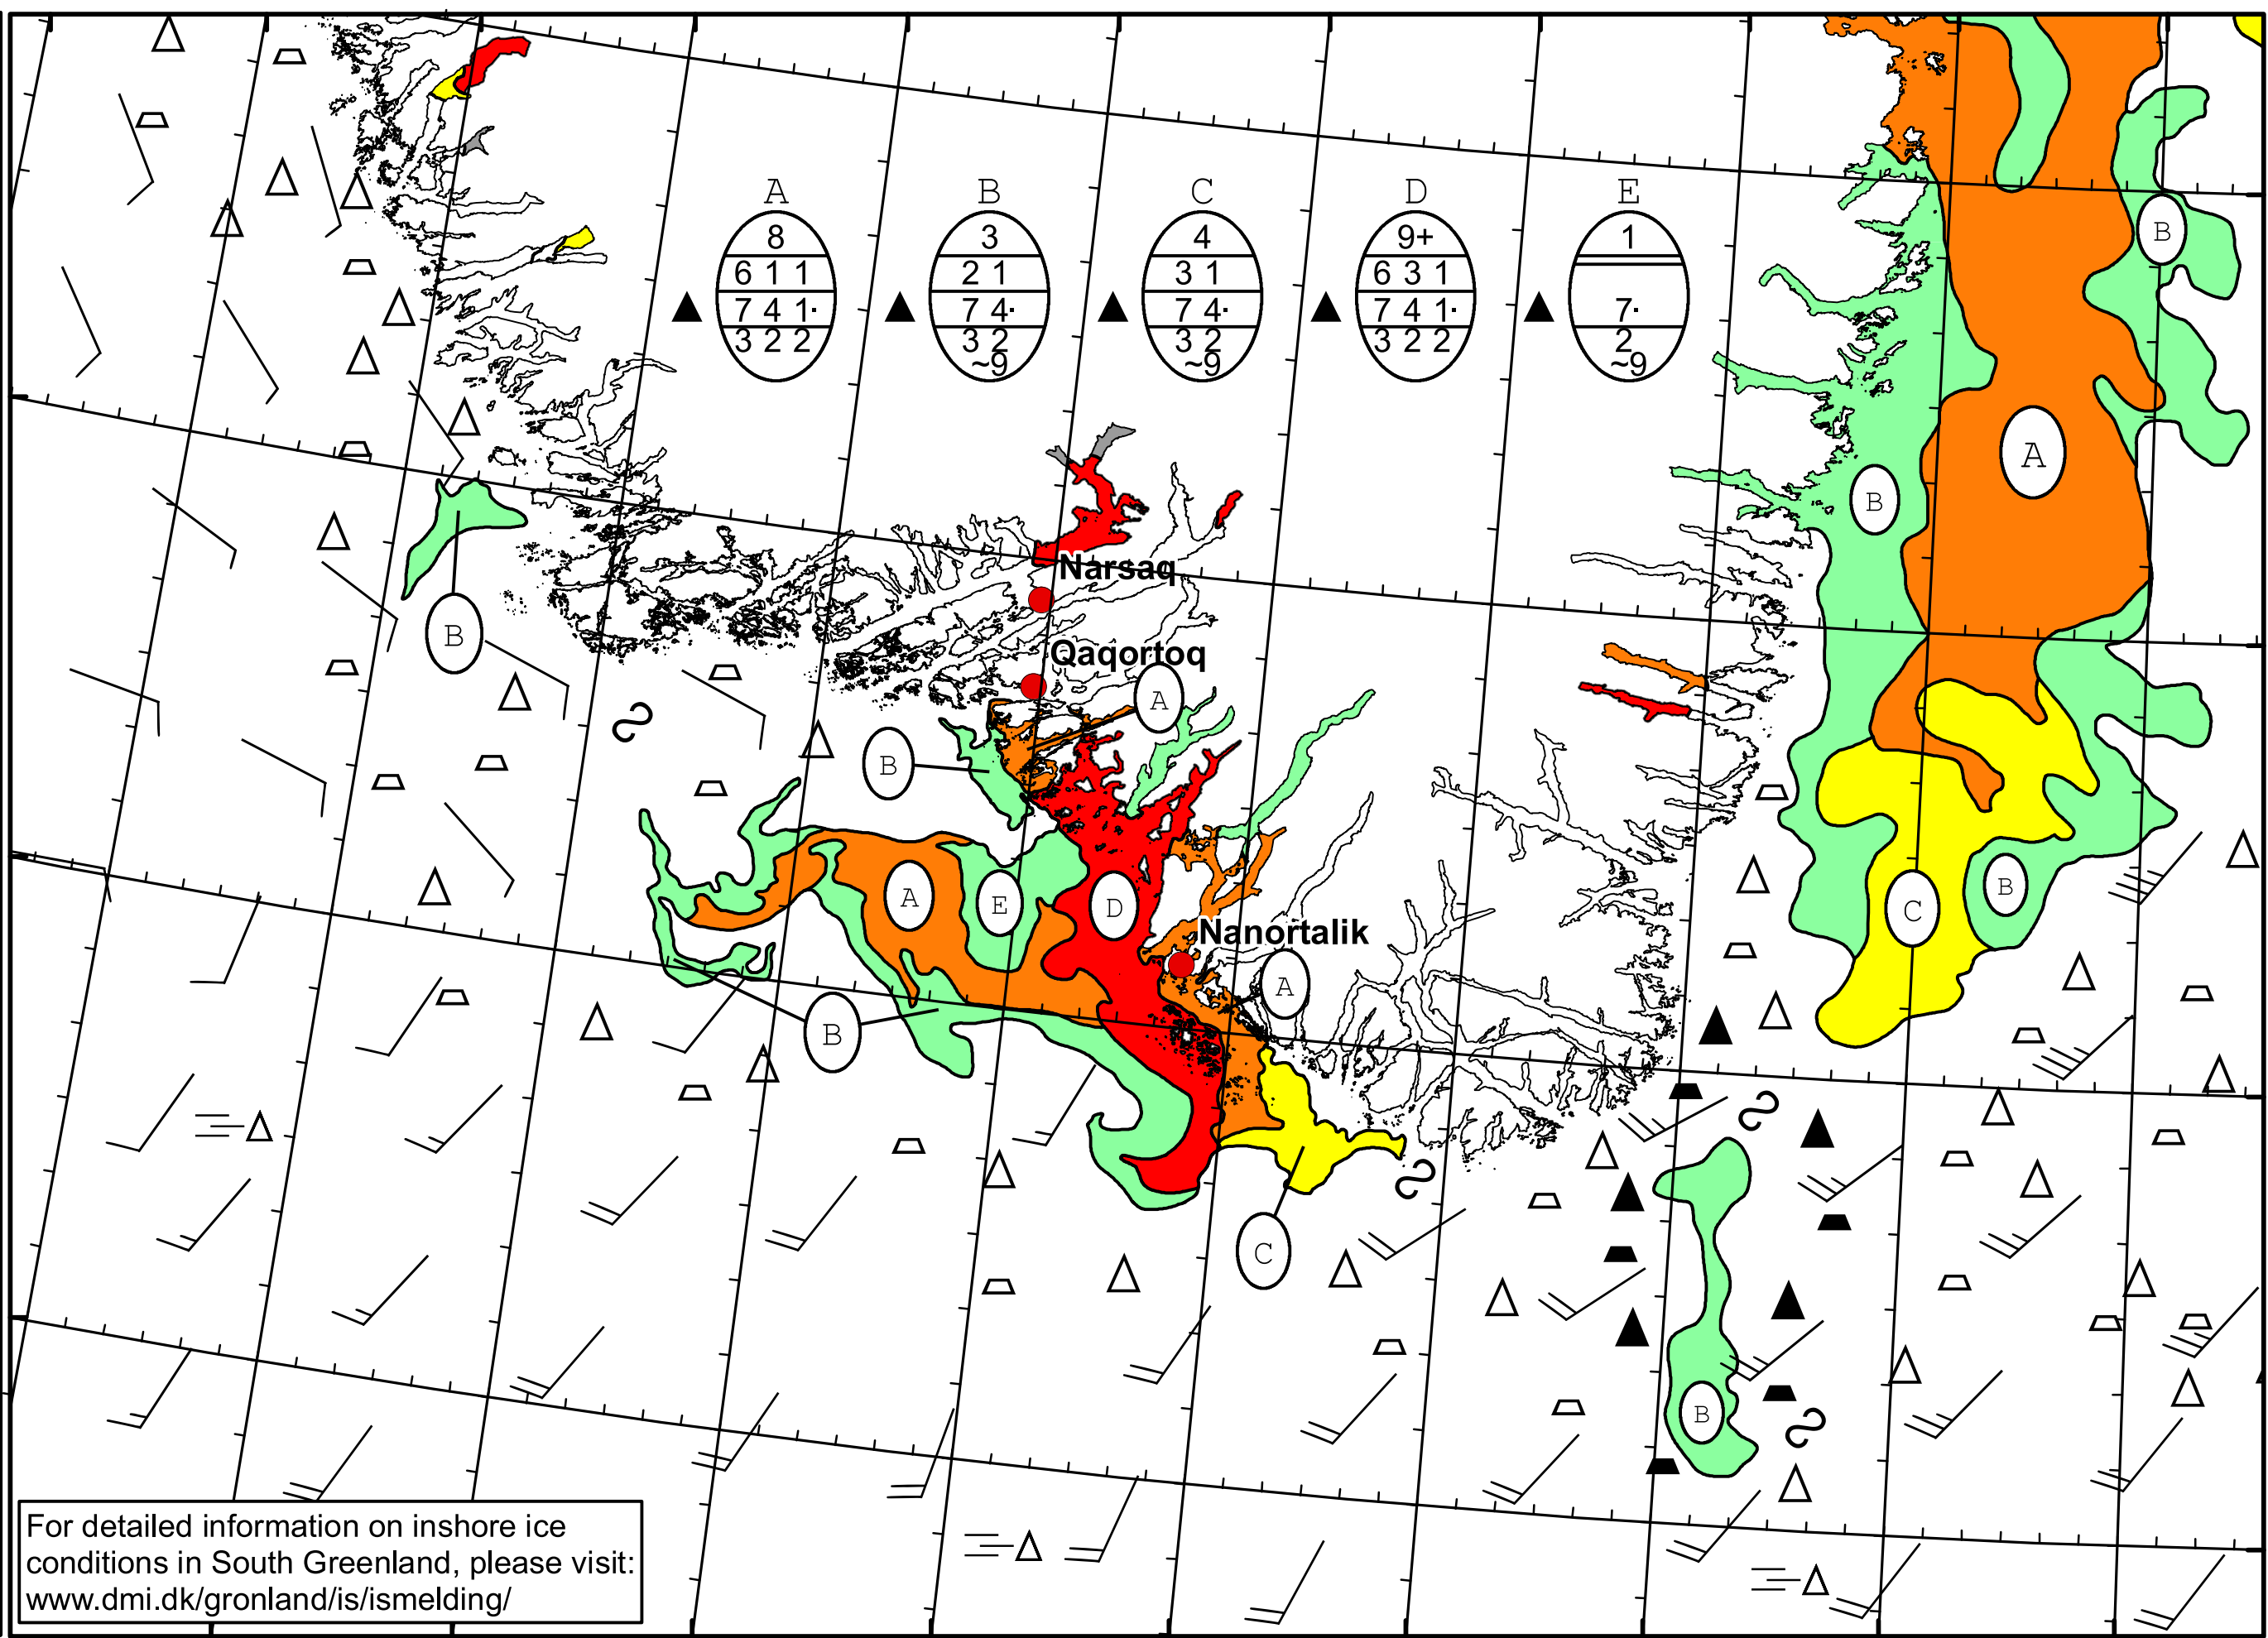 A B C D E
8 3 4 9+ 1
6 1 1 2 1 3 1 6 3 1
7 4 1· 7 4· 7 4· 7 4 1· 7·
3 2 2 3 2 3 2 3 2 2 2
~9 ~9 ~9
B
A
B
Narsaq
B
Qaqortoq
A
B
A
E
D
C
B
Nanortalik
A
B
C
B
For detailed information on inshore ice
conditions in South Greenland, please visit:
www.dmi.dk/gronland/is/ismelding/